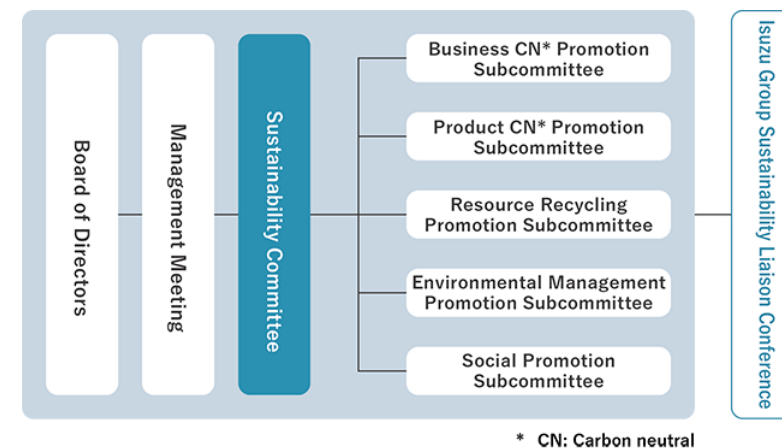 Board of Directors
Management Meeting
Sustainability Committee
Business CN* Promotion
Subcommittee
Product CN* Promotion
Subcommittee
Resource Recycling
Promotion Subcommittee
Environmental Management
Promotion Subcommittee
Social Promotion
Subcommittee
Isuzu Group Sustainability Liaison Conference
* CN: Carbon neutral